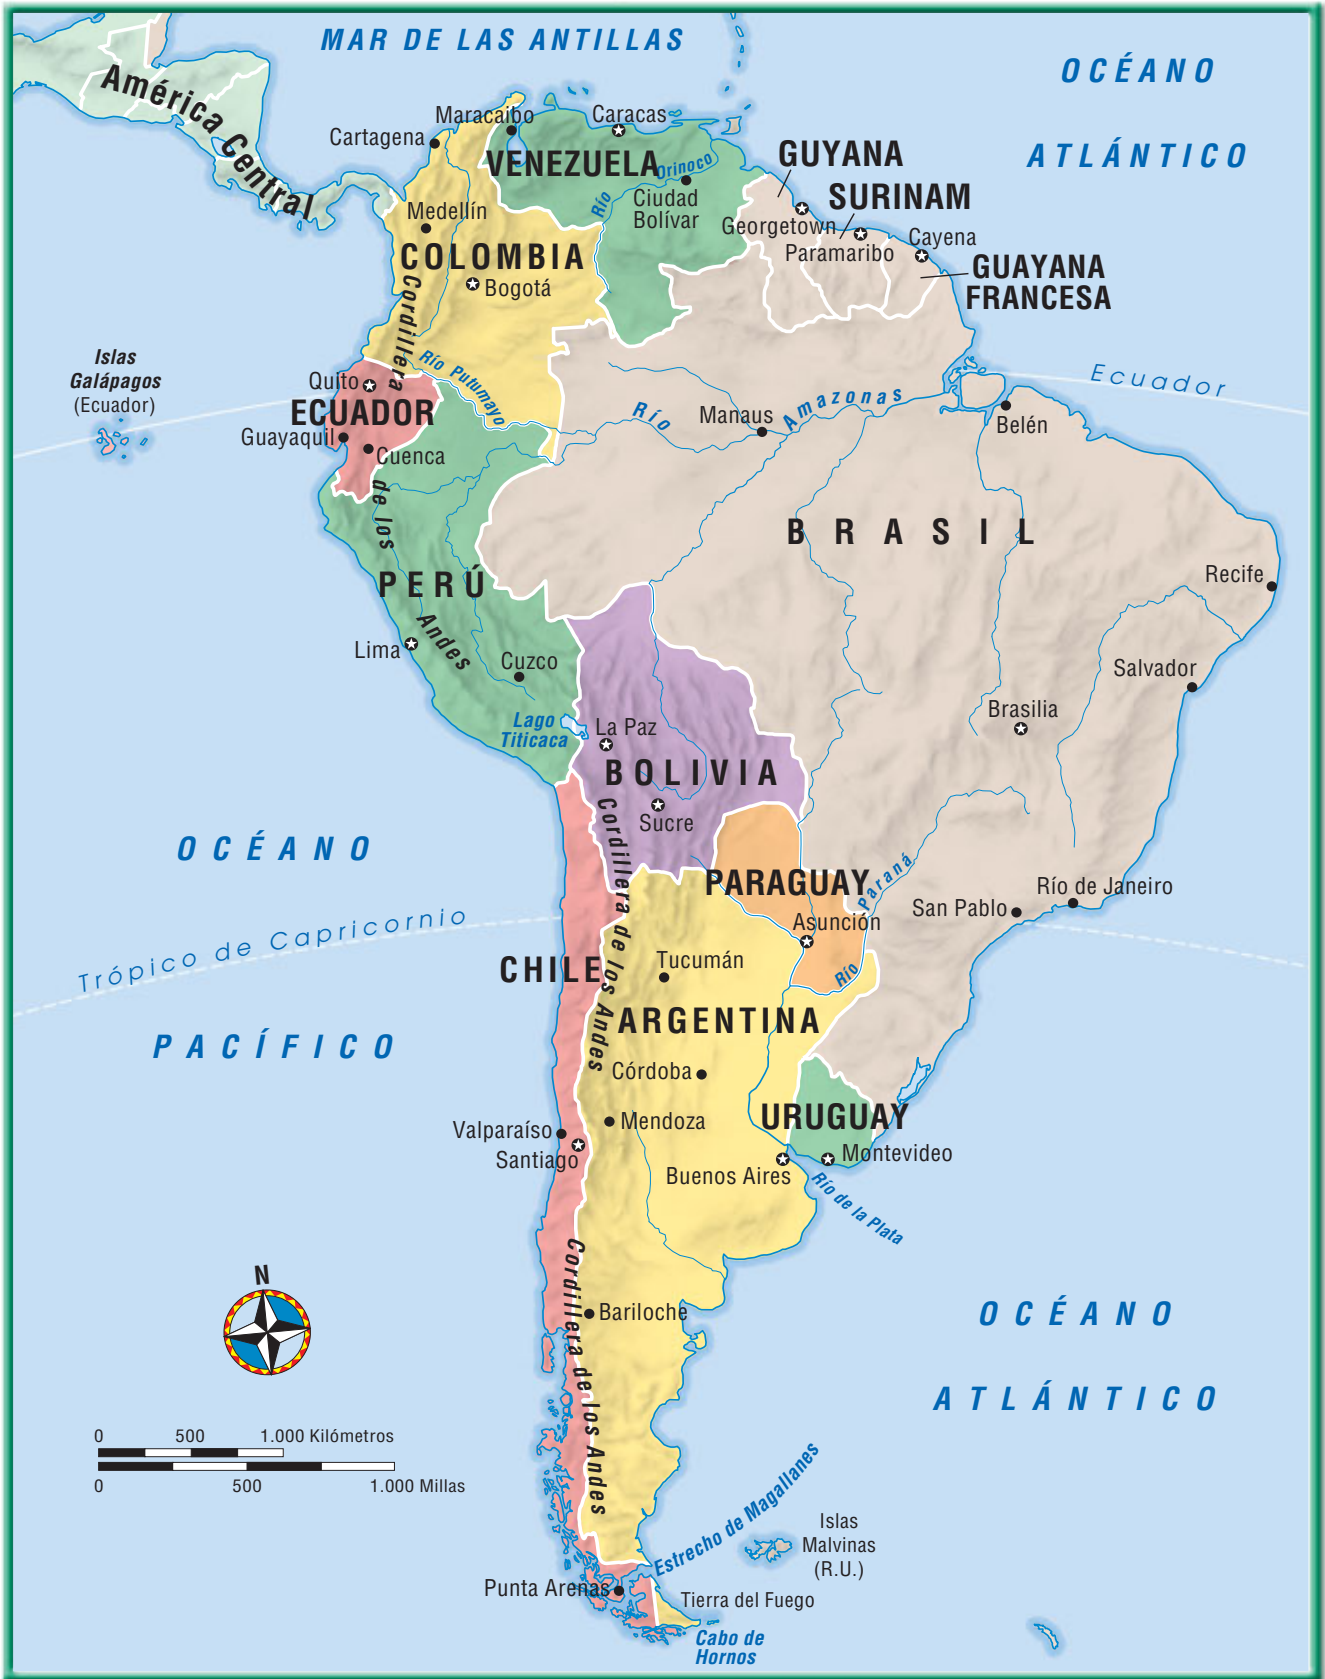 MAR DE LAS ANTILLAS
OCÉANO
ATLÁNTICO
América Central
Maracaibo
Caracas
Cartagena
VENEZUELA
Río Orinoco
Ciudad
Bolívar
GUYANA
SURINAM
Georgetown
Paramaribo
Cayena
GUAYANA
FRANCESA
Medellín
COLOMBIA
Bogotá
Cordillera de los Andes
Islas
Galápagos
(Ecuador)
Río Putumayo
Ecuador
Quito
ECUADOR
Guayaquil
Cuenca
Río Amazonas
Manaus
Belén
BRASIL
PERÚ
Recife
Lima
Cuzco
Salvador
Lago
Titicaca
La Paz
Brasilia
BOLIVIA
Sucre
Cordillera de los Andes
OCÉANO
PACÍFICO
Trópico de Capricornio
PARAGUAY
Río Paraná
Asunción
San Pablo
Río de Janeiro
CHILE
Tucumán
ARGENTINA
Córdoba
Mendoza
Valparaíso
Santiago
URUGUAY
Montevideo
Buenos Aires
Río de la Plata
Cordillera de los Andes
Bariloche
N
OCÉANO
ATLÁNTICO
0 500 1.000 Kilómetros
0 500 1.000 Millas
Estrecho de Magallanes
Islas
Malvinas
(R.U.)
Punta Arenas
Tierra del Fuego
Cabo de
Hornos